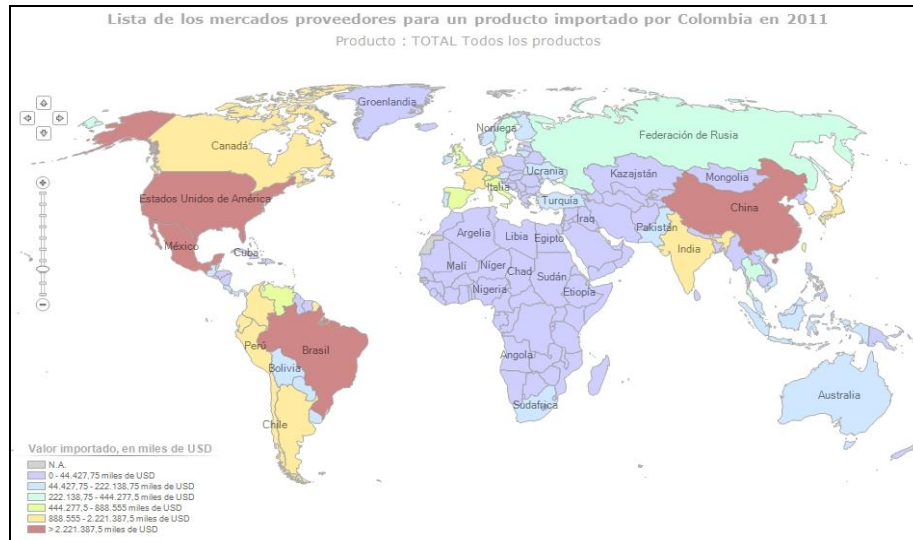 Lista de los mercados proveedores para un producto importado por Colombia en 2011
Producto : TOTAL Todos los productos
Groenlandia
Noruega
Federación de Rusia
Canadá
Ucrania
Kazajstán
Mongolia
Italia
Estados Unidos de América
Turquía
China
Iraq
Pakistán
México
Cuba
Argelia
Libia
Egipto
India
Malí
Níger
Chad
Sudán
Nigeria
Etiopía
Perú
Brasil
Angola
Bolivia
Australia
Sudafrica
Chile
Valor importado, en miles de USD
N.A.
0 - 44.427,75 miles de USD
44.427,75 - 222.138,75 miles de USD
222.138,75 - 444.277,5 miles de USD
444.277,5 - 888.555 miles de USD
888.555 - 2.221.387,5 miles de USD
> 2.221.387,5 miles de USD